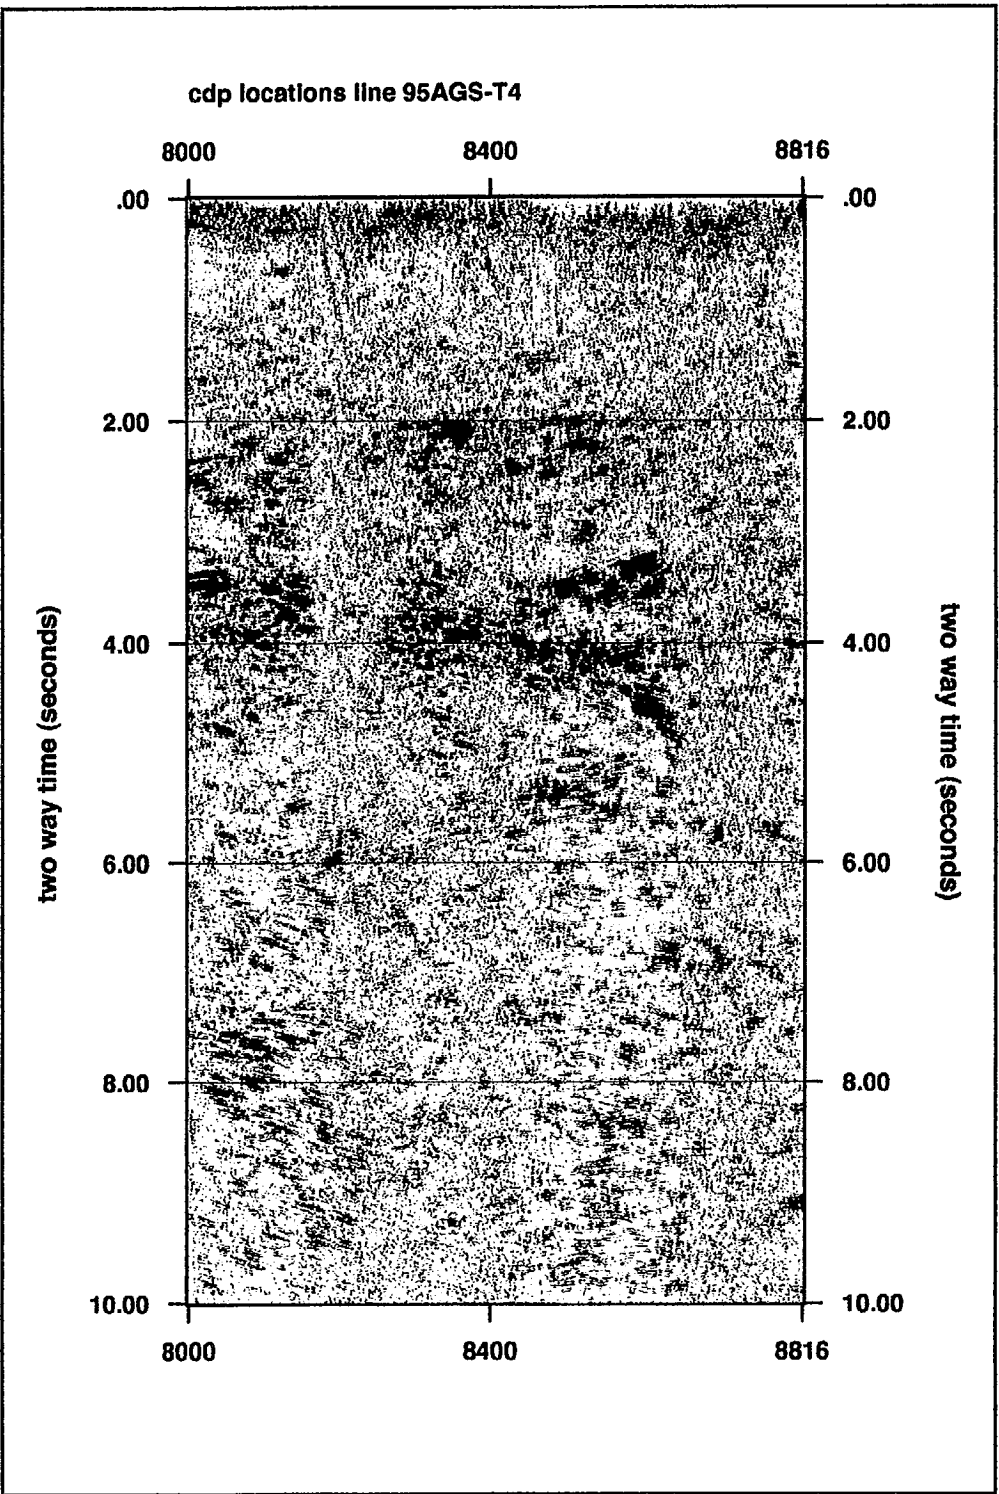 cdp locations line 95AGS-T4
8000 8400 8816
.00 .00
2.00 2.00
4.00 4.00
two way time (seconds) two way time (seconds)
6.00 6.00
8.00 8.00
10.00 10.00
8000 8400 8816